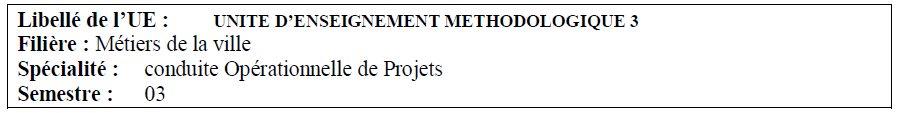 Libellé de l’UE : UNITE D’ENSEIGNEMENT METHODOLOGIQUE 3
Filière : Métiers de la ville
Spécialité : conduite Opérationnelle de Projets
Semestre : 03